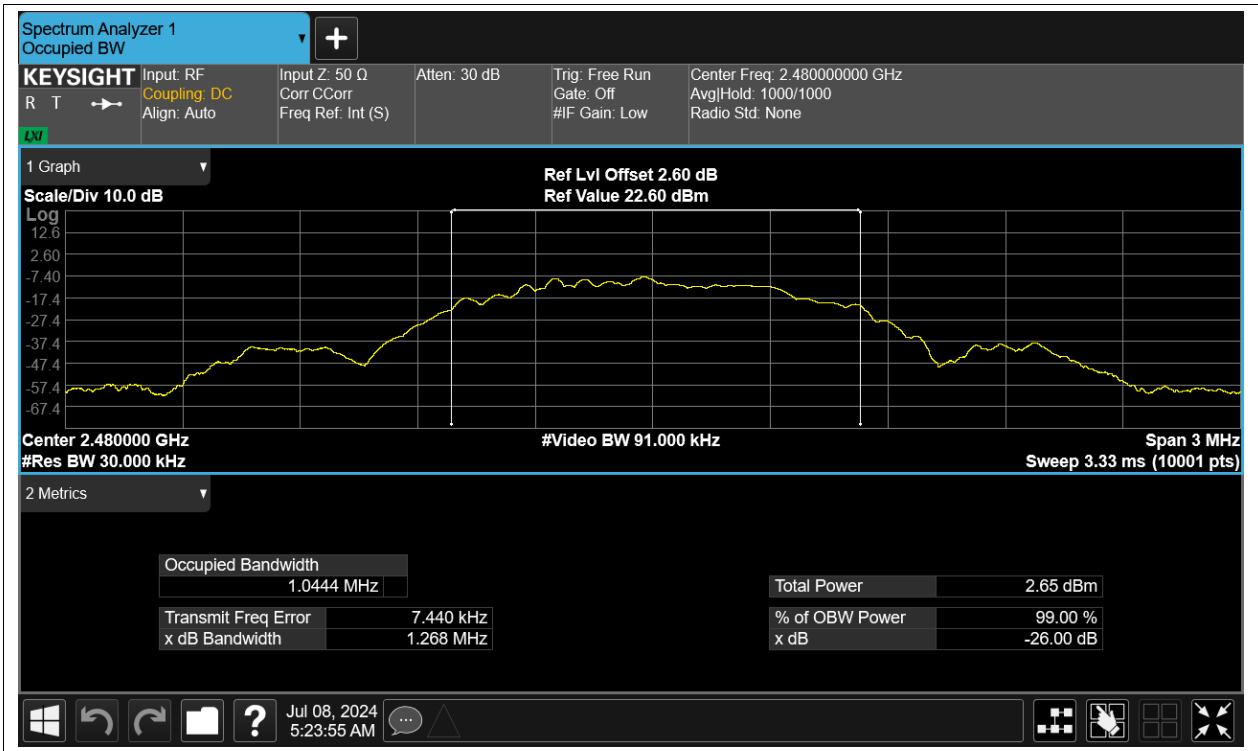 Spectrum Analyzer 1
Occupied BW
KEYSIGHT
R T
LXI
Input: RF
Coupling: DC
Align: Auto
Input Z: 50 Ω
Corr CCorr
Freq Ref: Int (S)
Atten: 30 dB
Trig: Free Run
Gate: Off
#IF Gain: Low
Center Freq: 2.480000000 GHz
Avg|Hold: 1000/1000
Radio Std: None
1 Graph
Scale/Div 10.0 dB
Ref Lvl Offset 2.60 dB
Ref Value 22.60 dBm
Log
12.6
2.60
-7.40
-17.4
-27.4
-37.4
-47.4
-57.4
-67.4
Center 2.480000 GHz
#Res BW 30.000 kHz
#Video BW 91.000 kHz
Span 3 MHz
Sweep 3.33 ms (10001 pts)
2 Metrics
Occupied Bandwidth
1.0444 MHz
Transmit Freq Error 7.440 kHz
x dB Bandwidth 1.268 MHz
Total Power 2.65 dBm
% of OBW Power 99.00 %
x dB -26.00 dB
?
Jul 08, 2024
5:23:55 AM